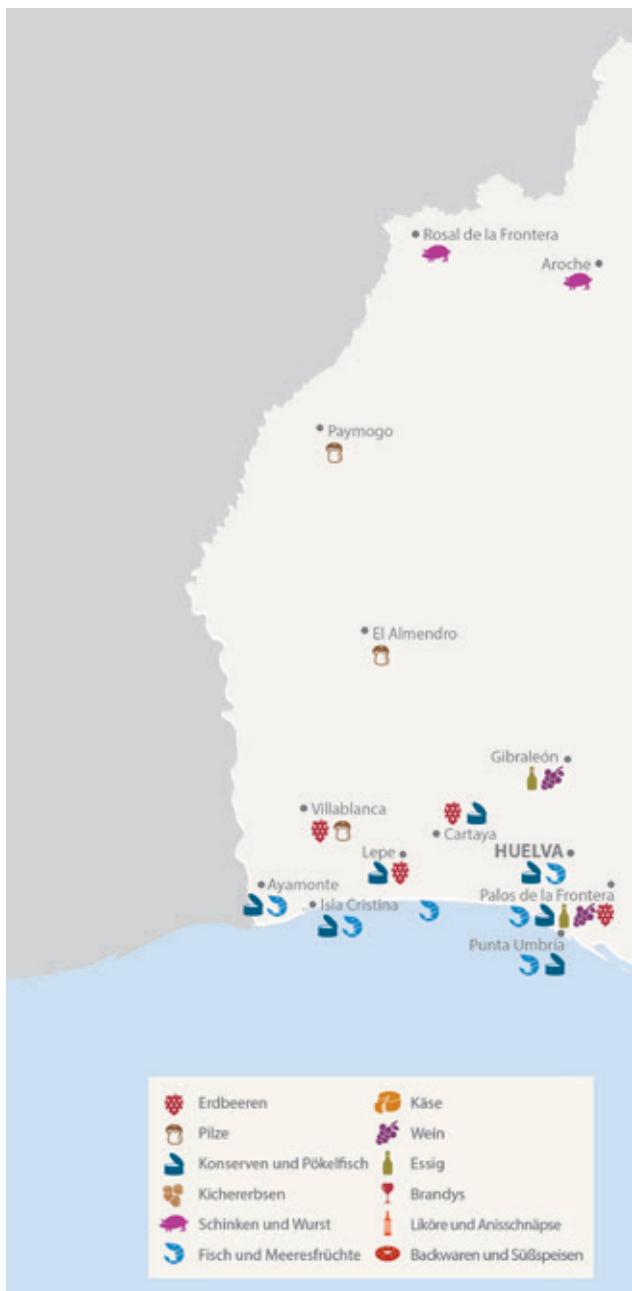 Rosal de la Frontera
Aroche
Paymogo
El Almendro
Gibraleón
Villablanca
Cartaya
Lepe
HUELVA
Ayamonte
Isla Cristina
Palos de la Frontera
Punta Umbría
Erdbeeren
Pilze
Konserven und Pökelfisch
Kichererbsen
Schinken und Wurst
Fisch und Meeresfrüchte
Käse
Wein
Essig
Brandys
Liköre und Anisschnäpse
Backwaren und Süßspeisen